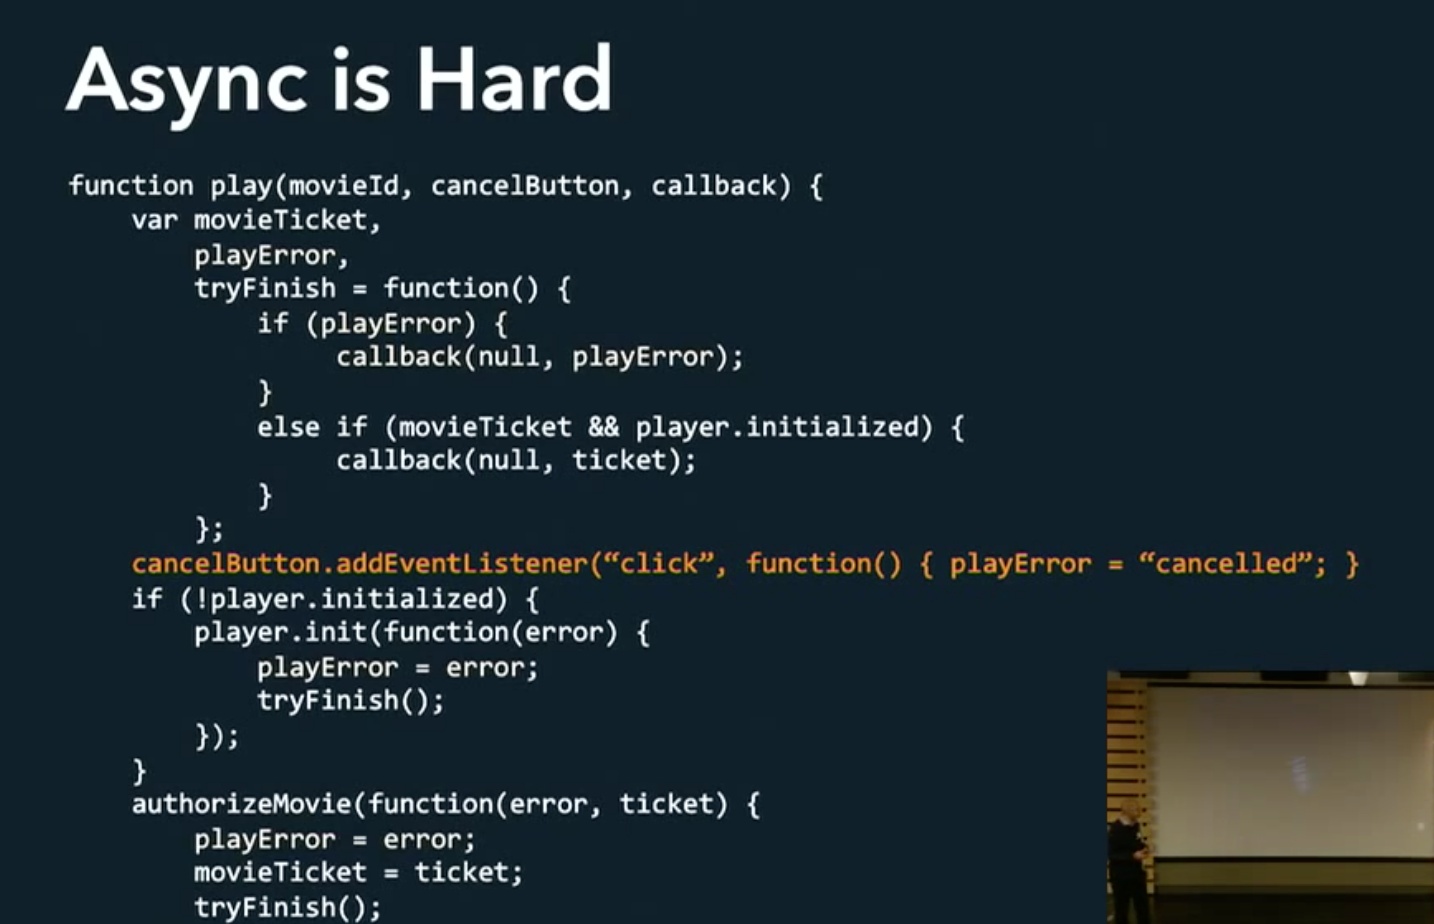 Async is Hard
function play(movieId, cancelButton, callback) {
    var movieTicket,
        playError,
        tryFinish = function() {
            if (playError) {
                 callback(null, playError);
            }
            else if (movieTicket && player.initialized) {
                 callback(null, ticket);
            }
        };
    cancelButton.addEventListener(“click”, function() { playError = “cancelled”; }
    if (!player.initialized) {
        player.init(function(error) {
            playError = error;
            tryFinish();
        });
    }
    authorizeMovie(function(error, ticket) {
        playError = error;
        movieTicket = ticket;
        tryFinish();